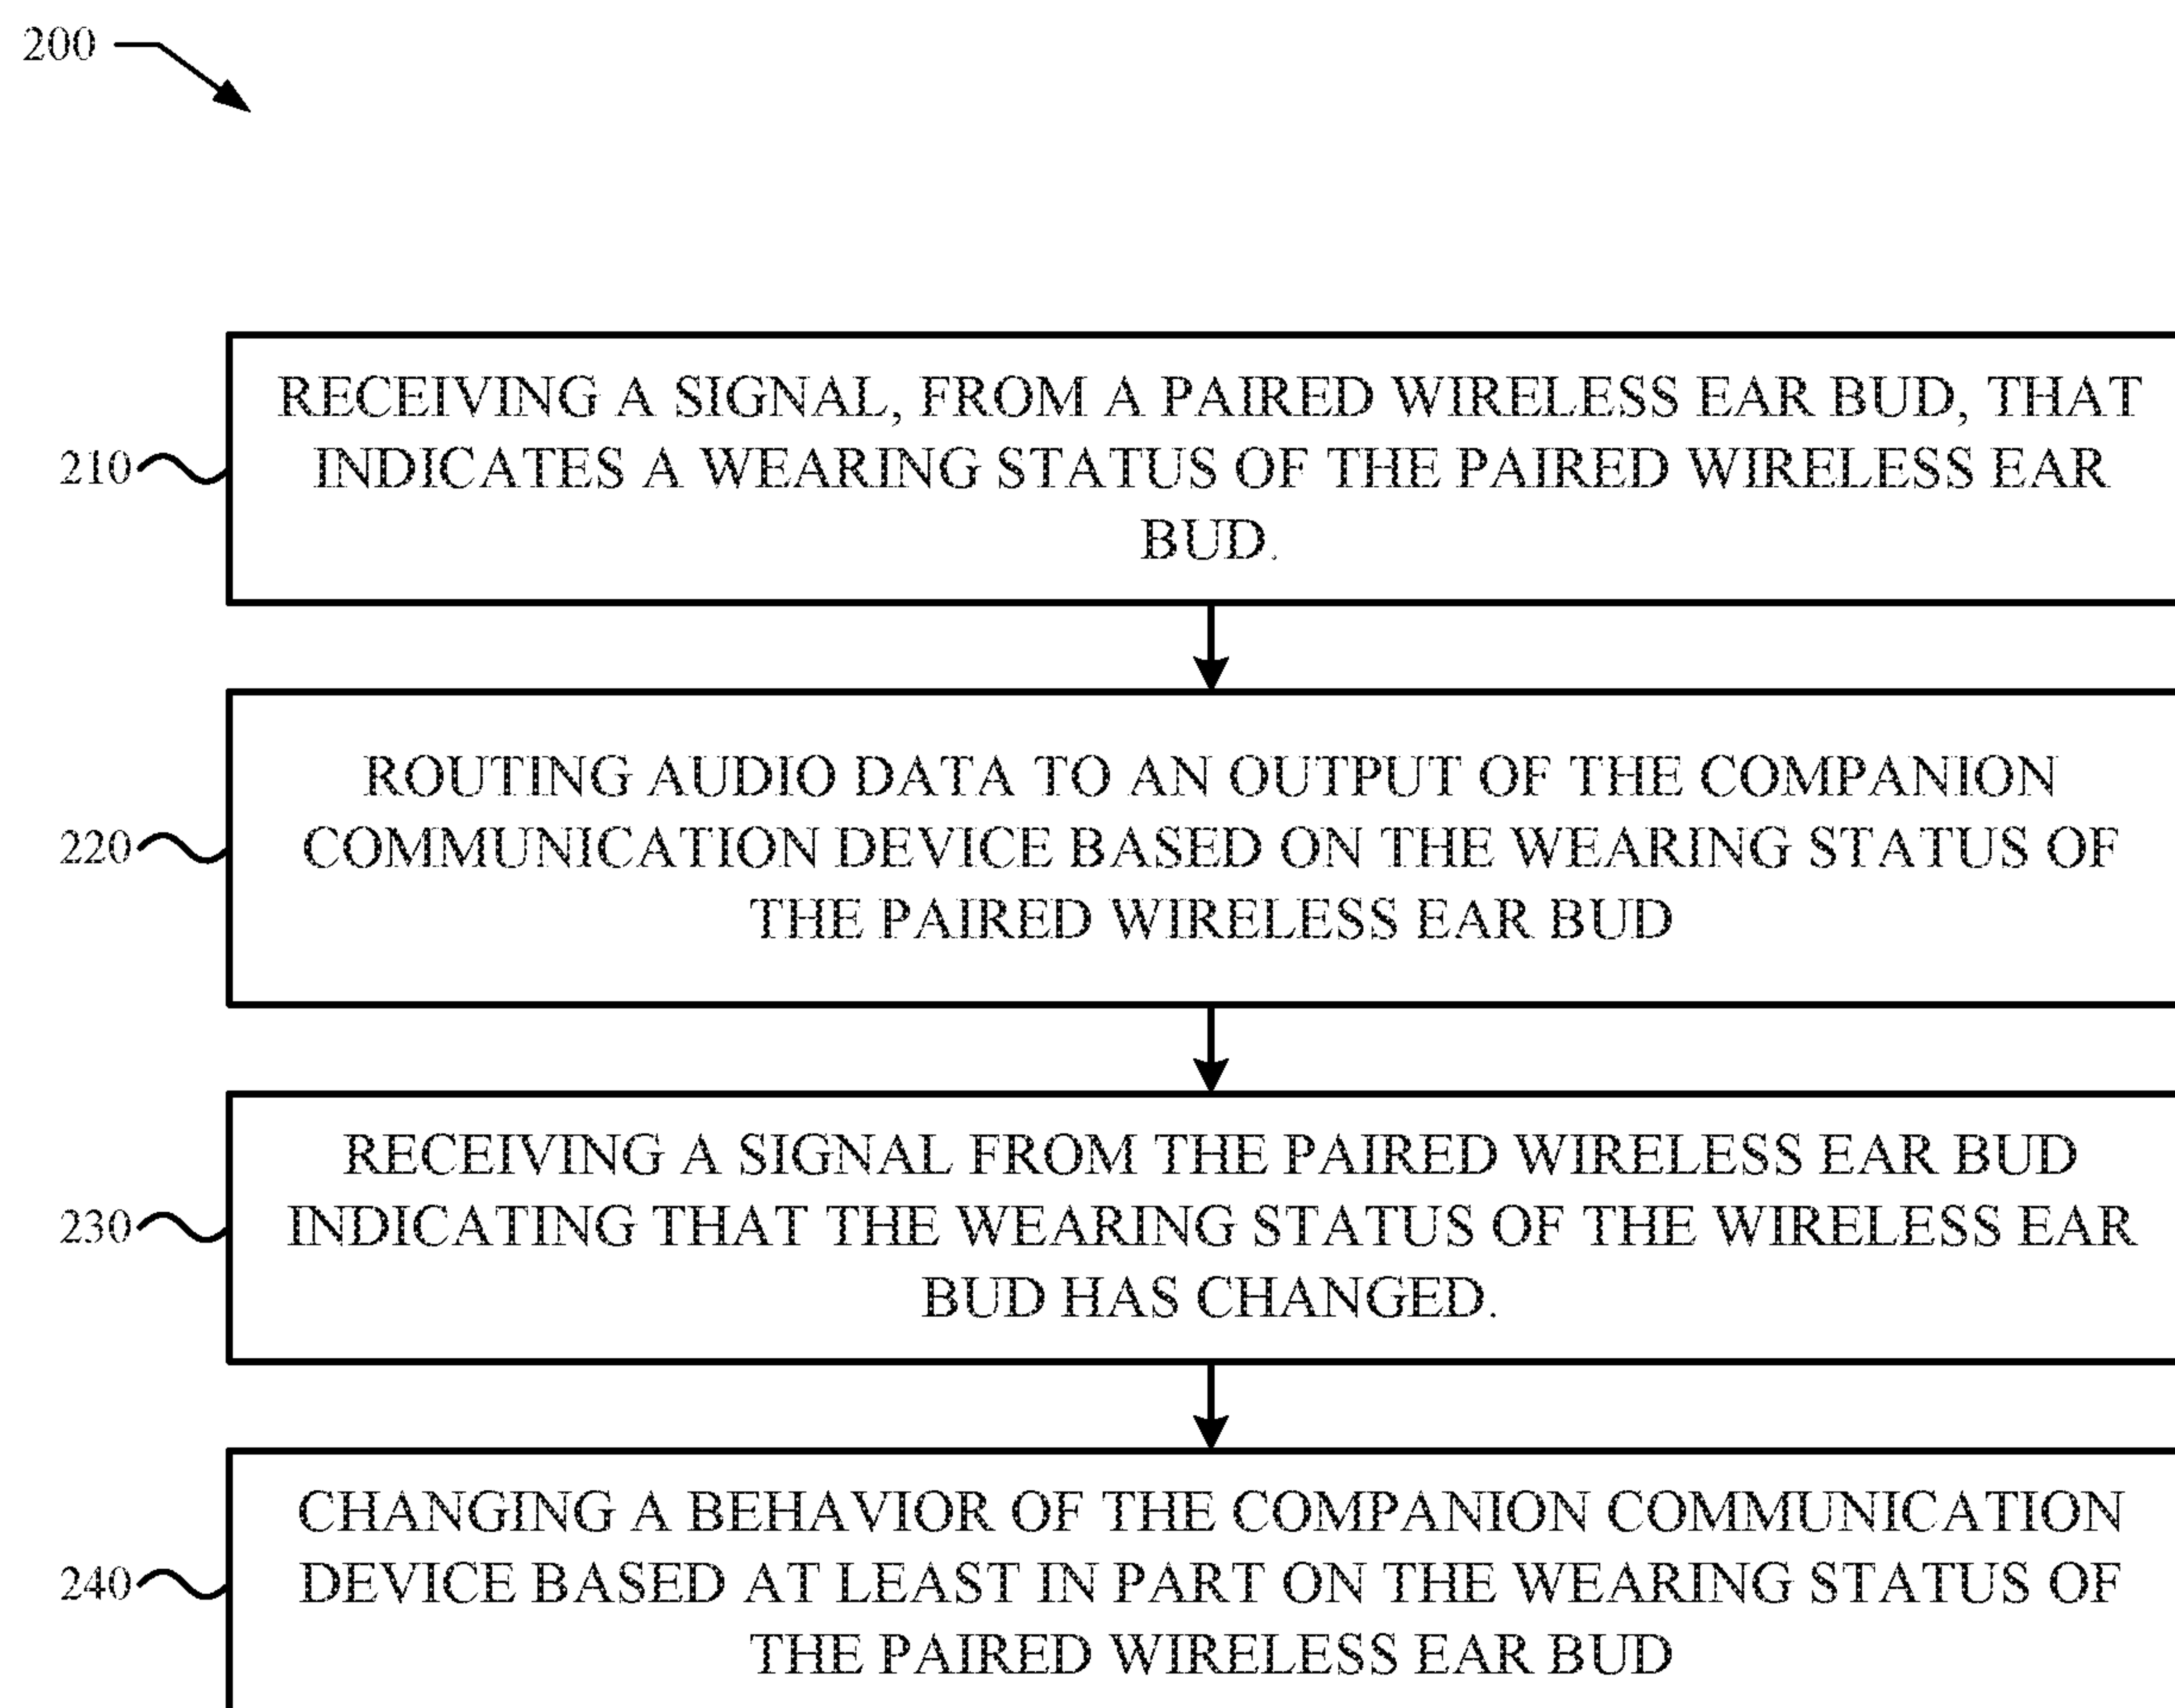 200
RECEIVING A SIGNAL, FROM A PAIRED WIRELESS EAR BUD, THAT
INDICATES A WEARING STATUS OF THE PAIRED WIRELESS EAR
BUD.
210
ROUTING AUDIO DATA TO AN OUTPUT OF THE COMPANION
COMMUNICATION DEVICE BASED ON THE WEARING STATUS OF
THE PAIRED WIRELESS EAR BUD
220
RECEIVING A SIGNAL FROM THE PAIRED WIRELESS EAR BUD
INDICATING THAT THE WEARING STATUS OF THE WIRELESS EAR
BUD HAS CHANGED.
230
CHANGING A BEHAVIOR OF THE COMPANION COMMUNICATION
DEVICE BASED AT LEAST IN PART ON THE WEARING STATUS OF
THE PAIRED WIRELESS EAR BUD
240